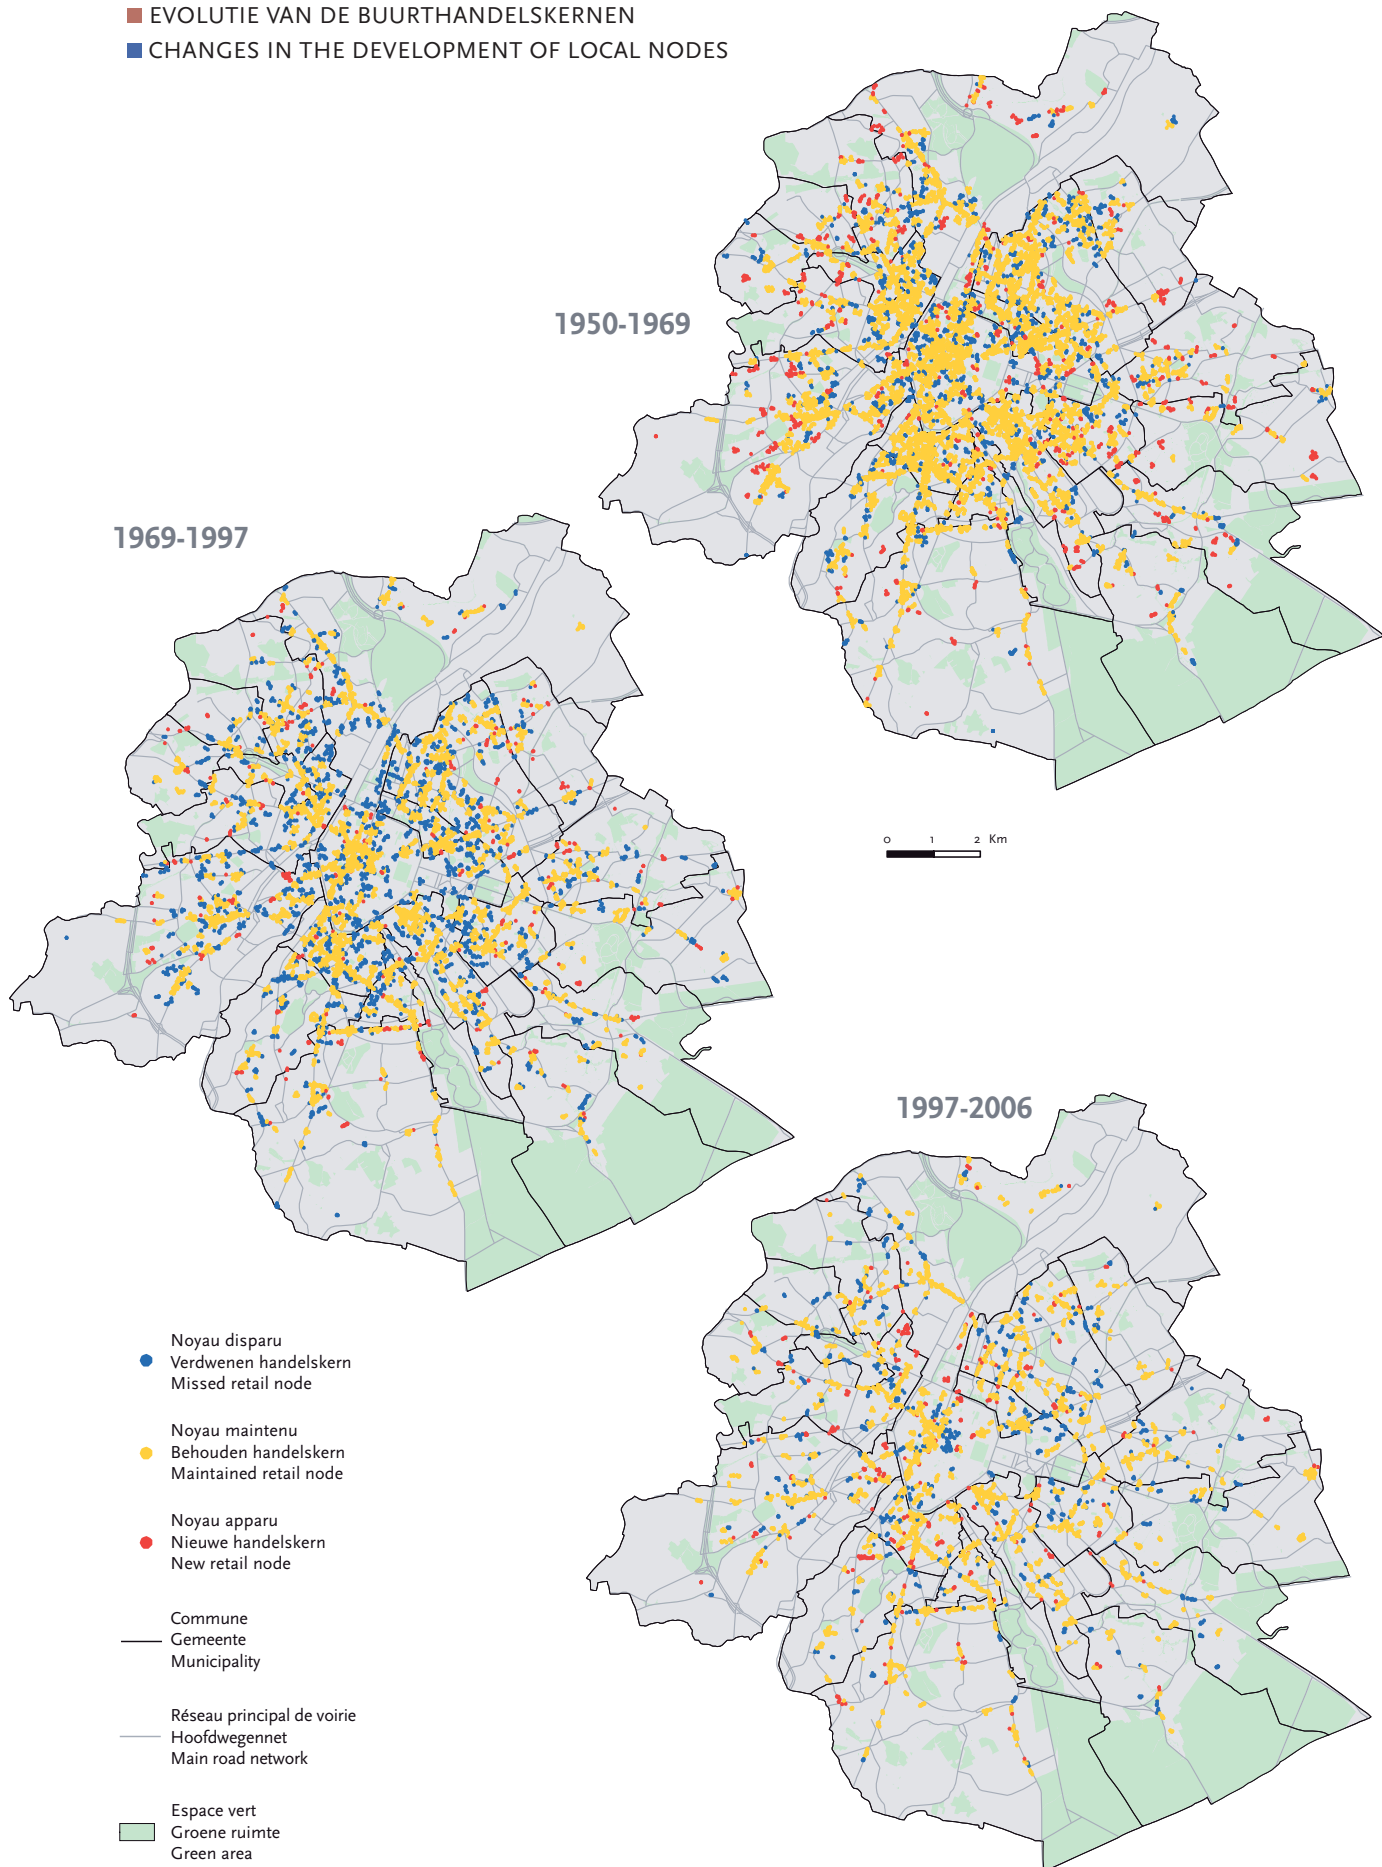 EVOLUTIE VAN DE BUURTHANDELSKERNEN
CHANGES IN THE DEVELOPMENT OF LOCAL NODES
1950-1969
1969-1997
0 1 2 Km
1997-2006
Noyau disparu
Verdwenen handelskern
Missed retail node
Noyau maintenu
Behouden handelskern
Maintained retail node
Noyau apparu
Nieuwe handelskern
New retail node
Commune
Gemeente
Municipality
Réseau principal de voirie
Hoofdwegennet
Main road network
Espace vert
Groene ruimte
Green area